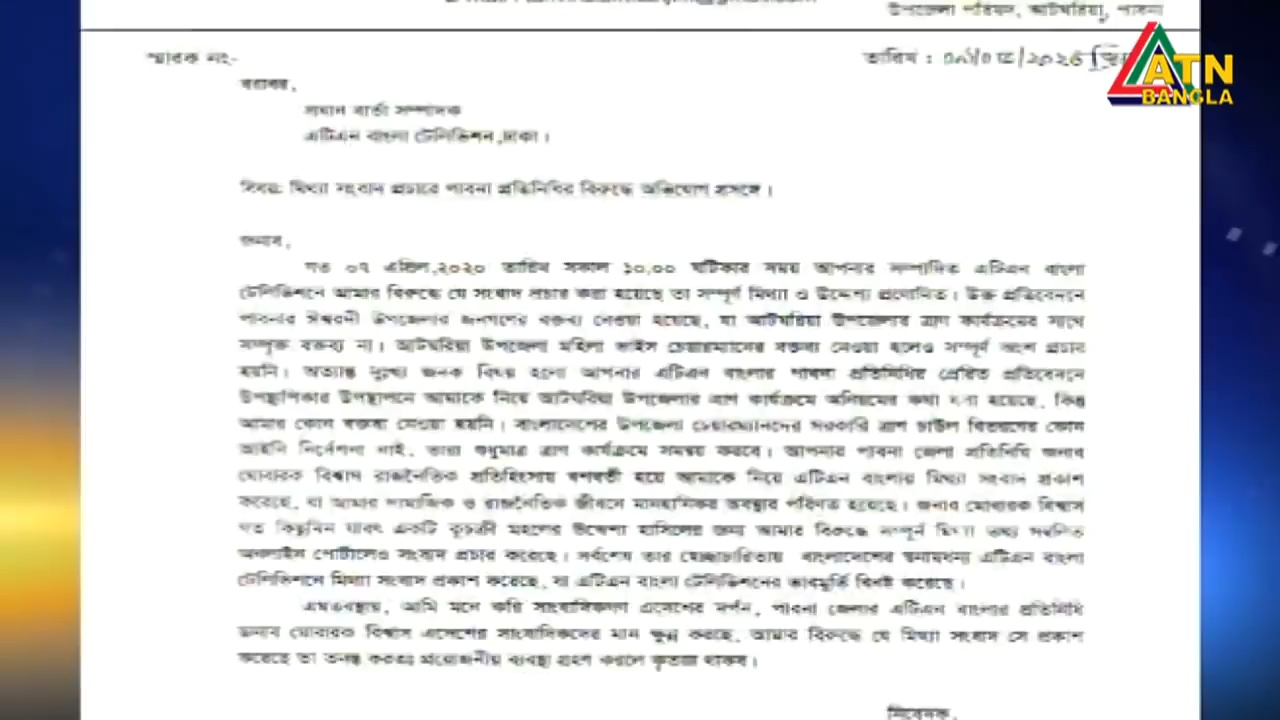 উপজেলা পরিষদ, আটঘরিয়া, পাবনা
স্মারক নং-
তারিখ :
ATN
BANGLA
বরাবর,
প্রধান বার্তা সম্পাদক
এটিএন বাংলা টেলিভিশন,ঢাকা।
বিষয়: মিথ্যা সংবাদ প্রচারে পাবনা প্রতিনিধির বিরুদ্ধে অভিযোগ প্রসঙ্গে।
জনাব,
গত ০৭ এপ্রিল,২০২০ তারিখ সকাল ১০.০০ ঘটিকার সময় আপনার সম্পাদিত এটিএন বাংলা
টেলিভিশনে আমার বিরুদ্ধে যে সংবাদ প্রচার করা হয়েছে তা সম্পূর্ণ মিথ্যা ও উদ্দেশ্য প্রণোদিত। উক্ত প্রতিবেদনে
পাবনার ঈশ্বরদী উপজেলার জনগণের বক্তব্য নেওয়া হয়েছে, যা আটঘরিয়া উপজেলার ত্রাণ কার্যক্রমের সাথে
সম্পৃক্ত বক্তব্য না। আটঘরিয়া উপজেলা মহিলা ভাইস চেয়ারম্যানের বক্তব্য নেওয়া হলেও সম্পূর্ণ অংশ প্রচার
হয়নি। অত্যান্ত দুঃখ্য জনক বিষয় হলো আপনার এটিএন বাংলার পাবনা প্রতিনিধির প্রেরিত প্রতিবেদনে
উপস্থাপিকার উপস্থাপনে আমাকে নিয়ে আটঘরিয়া উপজেলার ত্রাণ কার্যক্রমে অনিয়মের কথা বলা হয়েছে, কিন্তু
আমার কোন বক্তব্য নেওয়া হয়নি। বাংলাদেশের উপজেলা চেয়ারম্যানদের সরকারি ত্রাণ চাউল বিতরণের কোন
আইনি নির্দেশনা নাই, তারা শুধুমাত্র ত্রাণ কার্যক্রমে সমন্বয় করবে। আপনার পাবনা জেলা প্রতিনিধি জনাব
মোবারক বিশ্বাস রাজনৈতিক প্রতিহিংসায় বশবর্তী হয়ে আমাকে নিয়ে এটিএন বাংলায় মিথ্যা সংবাদ প্রকাশ
করেছে, যা আমার সামাজিক ও রাজনৈতিক জীবনে মানহানিকর অবস্থার পরিণত হয়েছে। জনাব মোবারক বিশ্বাস
গত কিছুদিন যাবৎ একটি কুচক্রী মহলের উদ্দেশ্য হাসিলের জন্য আমার বিরুদ্ধে সম্পূর্ন মিথ্যা তথ্য সম্বলিত
অনলাইন পোর্টালেও সংবাদ প্রচার করেছে। সর্বশেষ তার স্বেচ্ছাচারিতায় বাংলাদেশের স্বনামধন্য এটিএন বাংলা
টেলিভিশনে মিথ্যা সংবাদ প্রকাশ করেছে, যা এটিএন বাংলা টেলিভিশনের ভাবমূর্তি বিনষ্ট করেছে।
এমতবস্থায়, আমি মনে করি সাংবাদিকগণ এদেশের দর্পন, পাবনা জেলার এটিএন বাংলার প্রতিনিধি
জনাব মোবারক বিশ্বাস এদেশের সাংবাদিকদের মান ক্ষুন্ন করছে, আমার বিরুদ্ধে যে মিথ্যা সংবাদ সে প্রকাশ
করেছে তা তদন্ত করতঃ প্রয়োজনীয় ব্যবস্থা গ্রহণ করলে কৃতজ্ঞ থাকব।
নিবেদক,